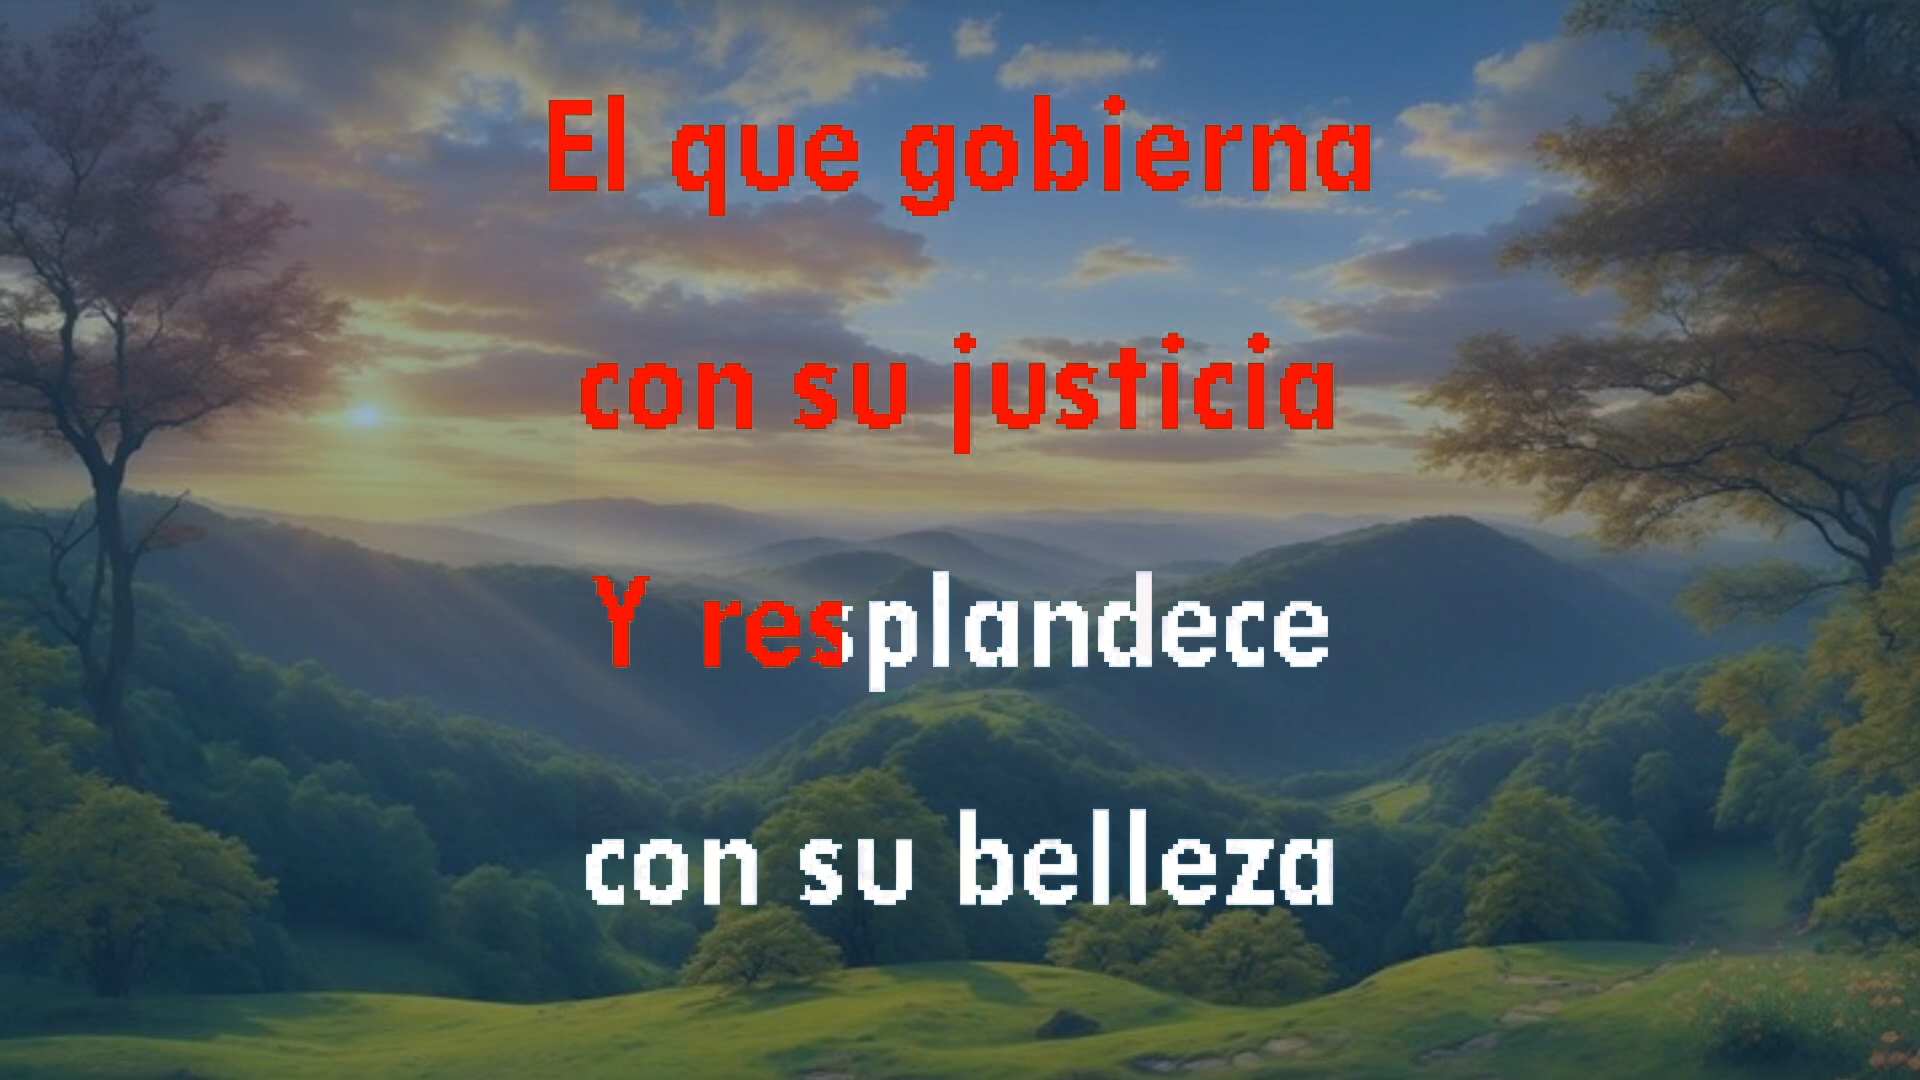 El que gobierna
con su justicia
Y resplandece
con su belleza